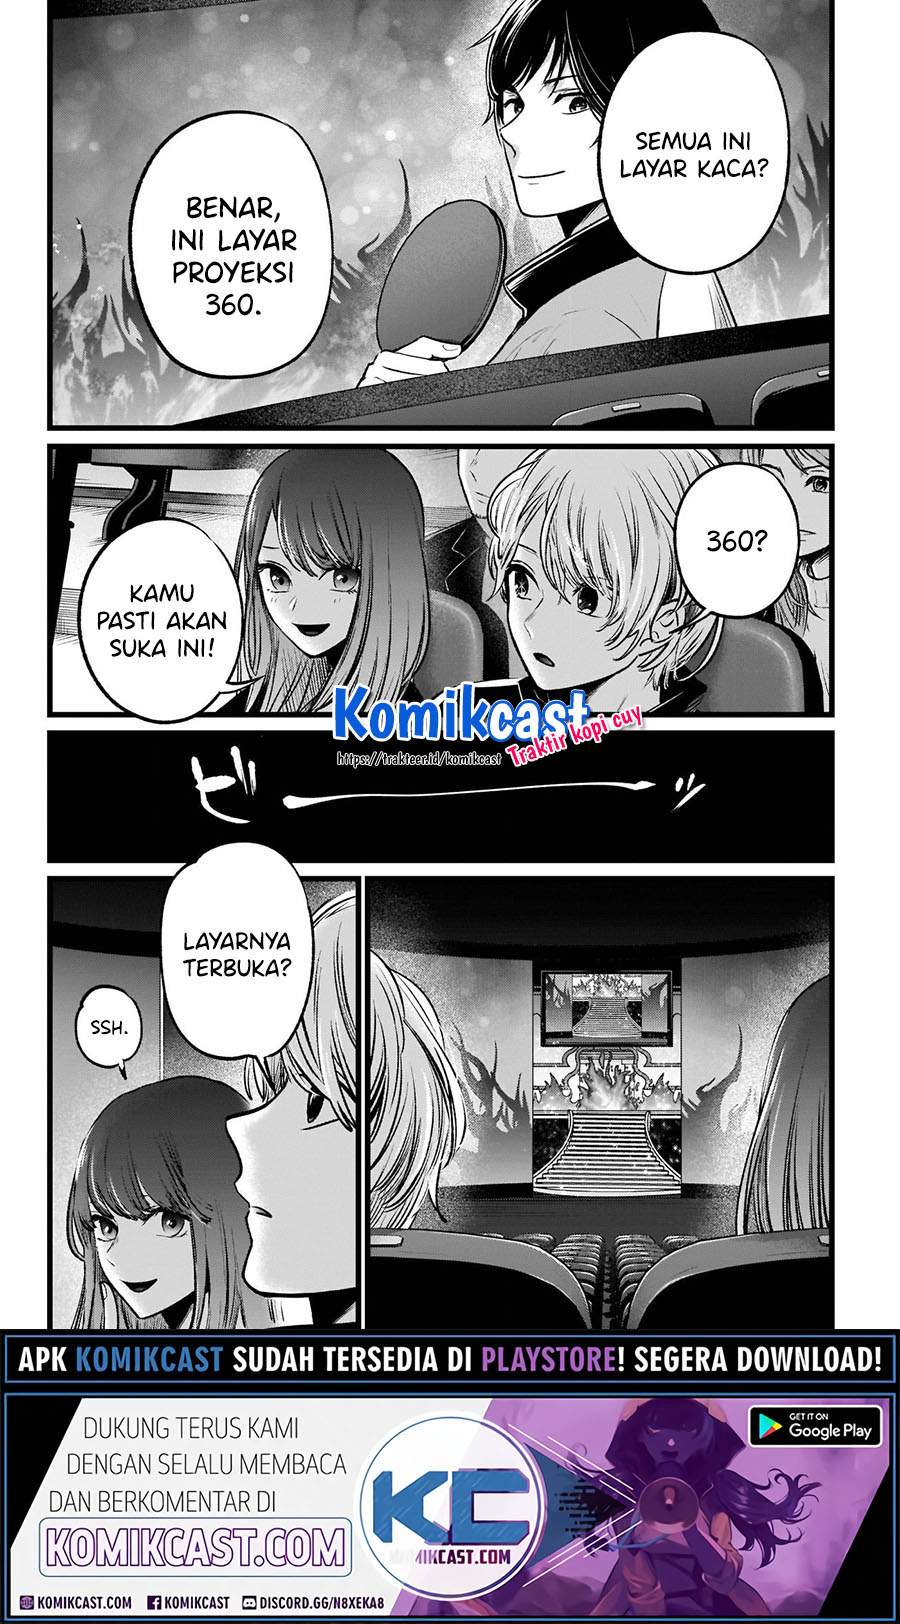 SEMUA INI
LAYAR KACA?
BENAR,
INI LAYAR
PROYEKSI
360.
360?
KAMU
PASTI AKAN
SUKA INI!
Komikcast
https://trakteer.id/komikcast
Traktir kopi cuy
ビーッ
LAYARNYA
TERBUKA?
SSH.
APK KOMIKCAST SUDAH TERSEDIA DI PLAYSTORE! SEGERA DOWNLOAD!
DUKUNG TERUS KAMI
DENGAN SELALU MEMBACA
DAN BERKOMENTAR DI
KOMIKCAST.COM
KC
KOMIKCAST.COM
GET IT ON
Google Play
KOMIKCAST.COM
KOMIKCAST
DISCORD.GG/N8XEKA8